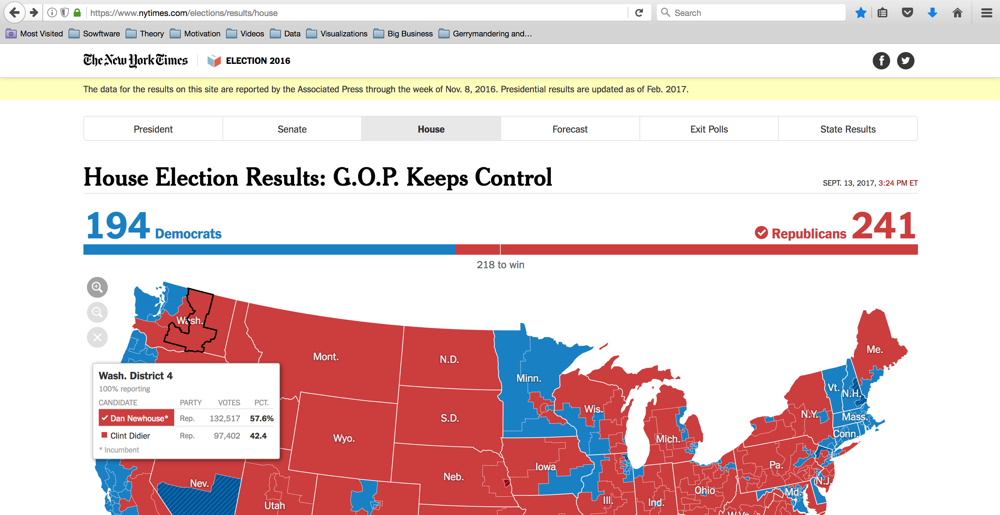 https://www.nytimes.com/elections/results/house
Search
Most Visited Sowftware Theory Motivation Videos Data Visualizations Big Business Gerrymandering and...
The New York Times ELECTION 2016
The data for the results on this site are reported by the Associated Press through the week of Nov. 8, 2016. Presidential results are updated as of Feb. 2017.
President Senate House Forecast Exit Polls State Results
House Election Results: G.O.P. Keeps Control
SEPT. 13, 2017, 3:24 PM ET
194 Democrats
Republicans 241
218 to win
Wash.
Mont.
N.D.
Minn.
Me.
Wash. District 4
100% reporting
CANDIDATE PARTY VOTES PCT.
Dan Newhouse* Rep. 132,517 57.6%
Clint Didier Rep. 97,402 42.4
* Incumbent
Vt.
N.H.
Wis.
N.Y.
Mass.
S.D.
Wyo.
Mich.
Conn.
Iowa
Pa.
Neb.
Nev.
N.J.
Ohio
Md.
Utah
Ill.
Ind.
W.Va.